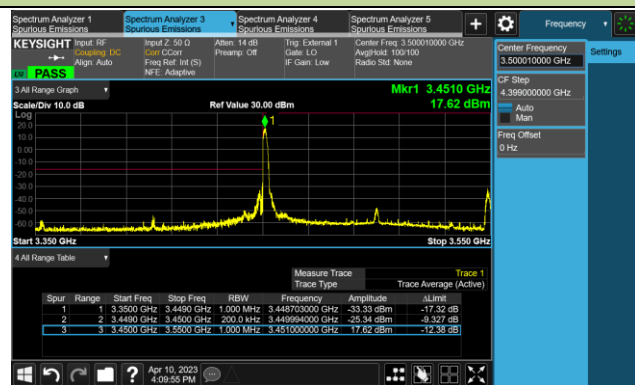 Spectrum Analyzer 1 Spectrum Analyzer 3 Spectrum Analyzer 4 Spectrum Analyzer 5 + Frequency
Spurious Emissions Spurious Emissions Spurious Emissions Spurious Emissions
KEYSIGHT Input: RF Input Z: 50 Ω Atten: 14 dB Trig: External 1 Center Freq: 3.500010000 GHz
Coupling: DC Corr CCorr Preamp: Off Gate: LO Avg|Hold: 100/100
Align: Auto Freq Ref: Int (S) IF Gain: Low Radio Std: None
NFE: Adaptive
PASS
Center Frequency
3.500010000 GHz
Settings
CF Step
4.399000000 GHz
Auto
Man
Freq Offset
0 Hz
3 All Range Graph
Mkr1 3.4510 GHz
Scale/Div 10.0 dB Ref Value 30.00 dBm 17.62 dBm
Log
1
20.0
10.0
0.00
-10.0
-20.0
-30.0
-40.0
-50.0
-60.0
Start 3.350 GHz Stop 3.550 GHz
4 All Range Table
Measure Trace Trace 1
Trace Type Trace Average (Active)
Spur Range Start Freq Stop Freq RBW Frequency Amplitude ΔLimit
1 1 3.3500 GHz 3.4490 GHz 1.000 MHz 3.448703000 GHz -33.33 dBm -17.32 dB
2 2 3.4490 GHz 3.4500 GHz 200.0 kHz 3.449994000 GHz -25.34 dBm -9.327 dB
3 3 3.4500 GHz 3.5500 GHz 1.000 MHz 3.451000000 GHz 17.62 dBm -12.38 dB
? Apr 10, 2023
4:09:55 PM